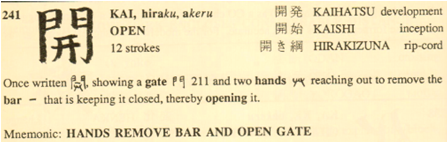 241 開 KAI, hiraku, akeru 開発 KAIHATSU development
OPEN 開始 KAISHI inception
12 strokes 開き綱 HIRAKIZUNA rip-cord
Once written , showing a gate 門 211 and two hands reaching out to remove the
bar 一 that is keeping it closed, thereby opening it.
Mnemonic: HANDS REMOVE BAR AND OPEN GATE